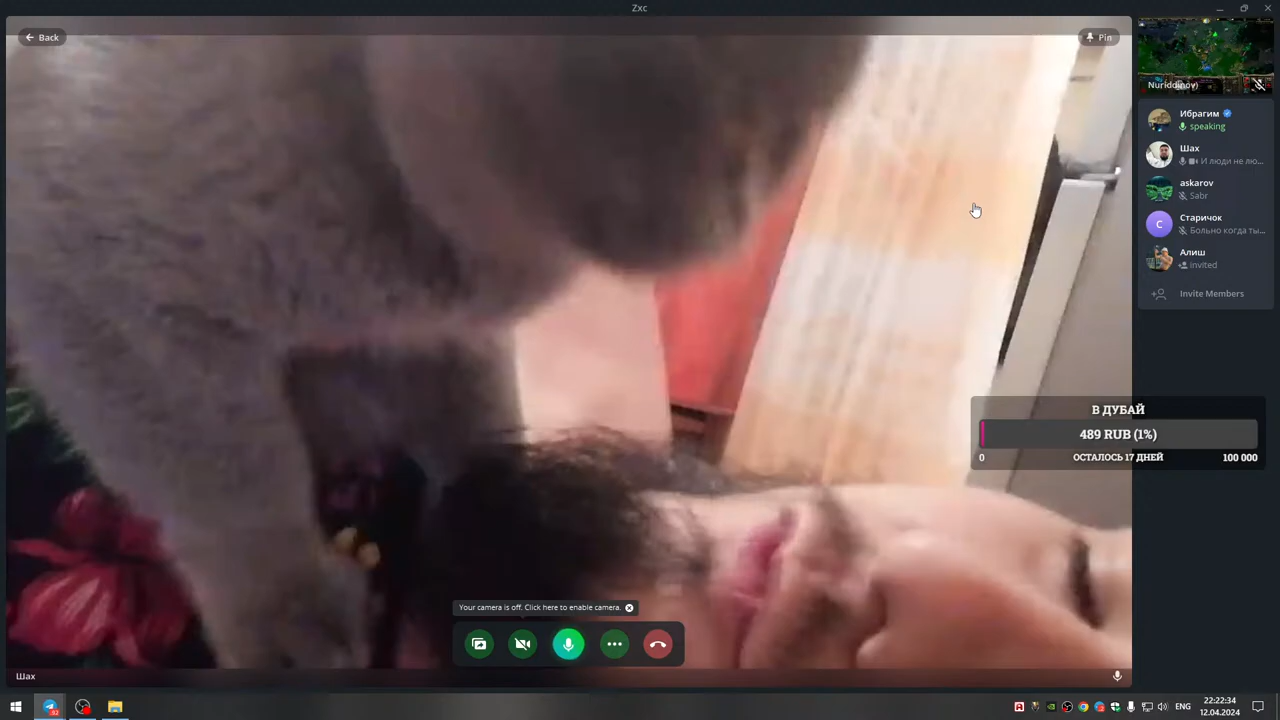 Zxc
Back
Pin
Nuriddinov)
Ибрагим
speaking
Шах
И люди не лю...
askarov
Sabr
С
Старичок
Больно когда ты...
Алиш
invited
Invite Members
В ДУБАЙ
489 RUB (1%)
0 ОСТАЛОСЬ 17 ДНЕЙ 100 000
Your camera is off. Click here to enable camera.
Шах
ENG
22:22:34
12.04.2024